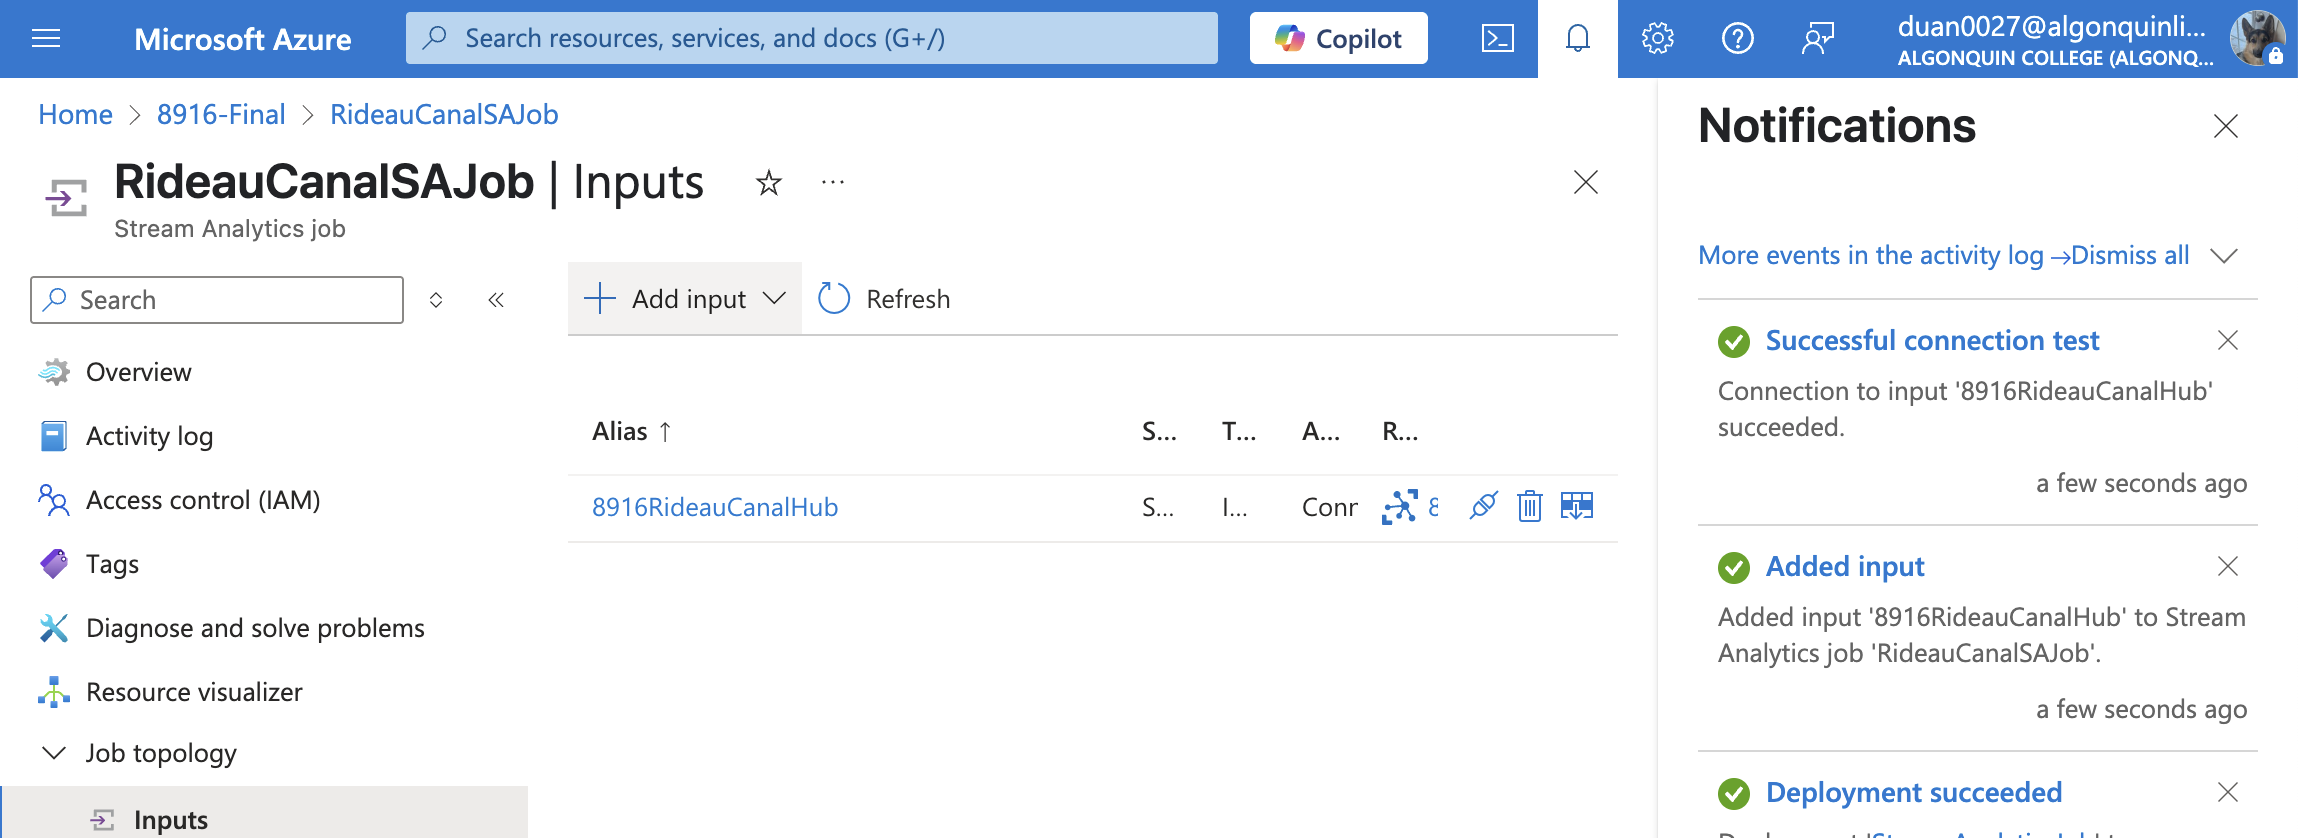 Microsoft Azure
Search resources, services, and docs (G+/)
Copilot
duan0027@algonquinli...
ALGONQUIN COLLEGE (ALGONQ...
Home > 8916-Final > RideauCanalSAJob
RideauCanalSAJob | Inputs
Stream Analytics job
Search
Overview
Activity log
Access control (IAM)
Tags
Diagnose and solve problems
Resource visualizer
Job topology
Inputs
Add input
Refresh
Alias ↑ S... T... A... R...
8916RideauCanalHub S... I... Conr 8
Notifications
More events in the activity log →Dismiss all
Successful connection test
Connection to input '8916RideauCanalHub'
succeeded.
a few seconds ago
Added input
Added input '8916RideauCanalHub' to Stream
Analytics job 'RideauCanalSAJob'.
a few seconds ago
Deployment succeeded